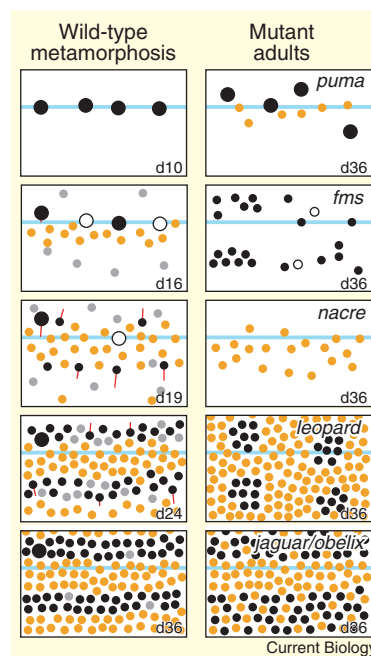 Wild-type
metamorphosis
Mutant
adults
d10
puma
d36
d16
fms
d36
d19
nacre
d36
d24
leopard
d36
d36
jaguar/obelix
d36
Current Biology